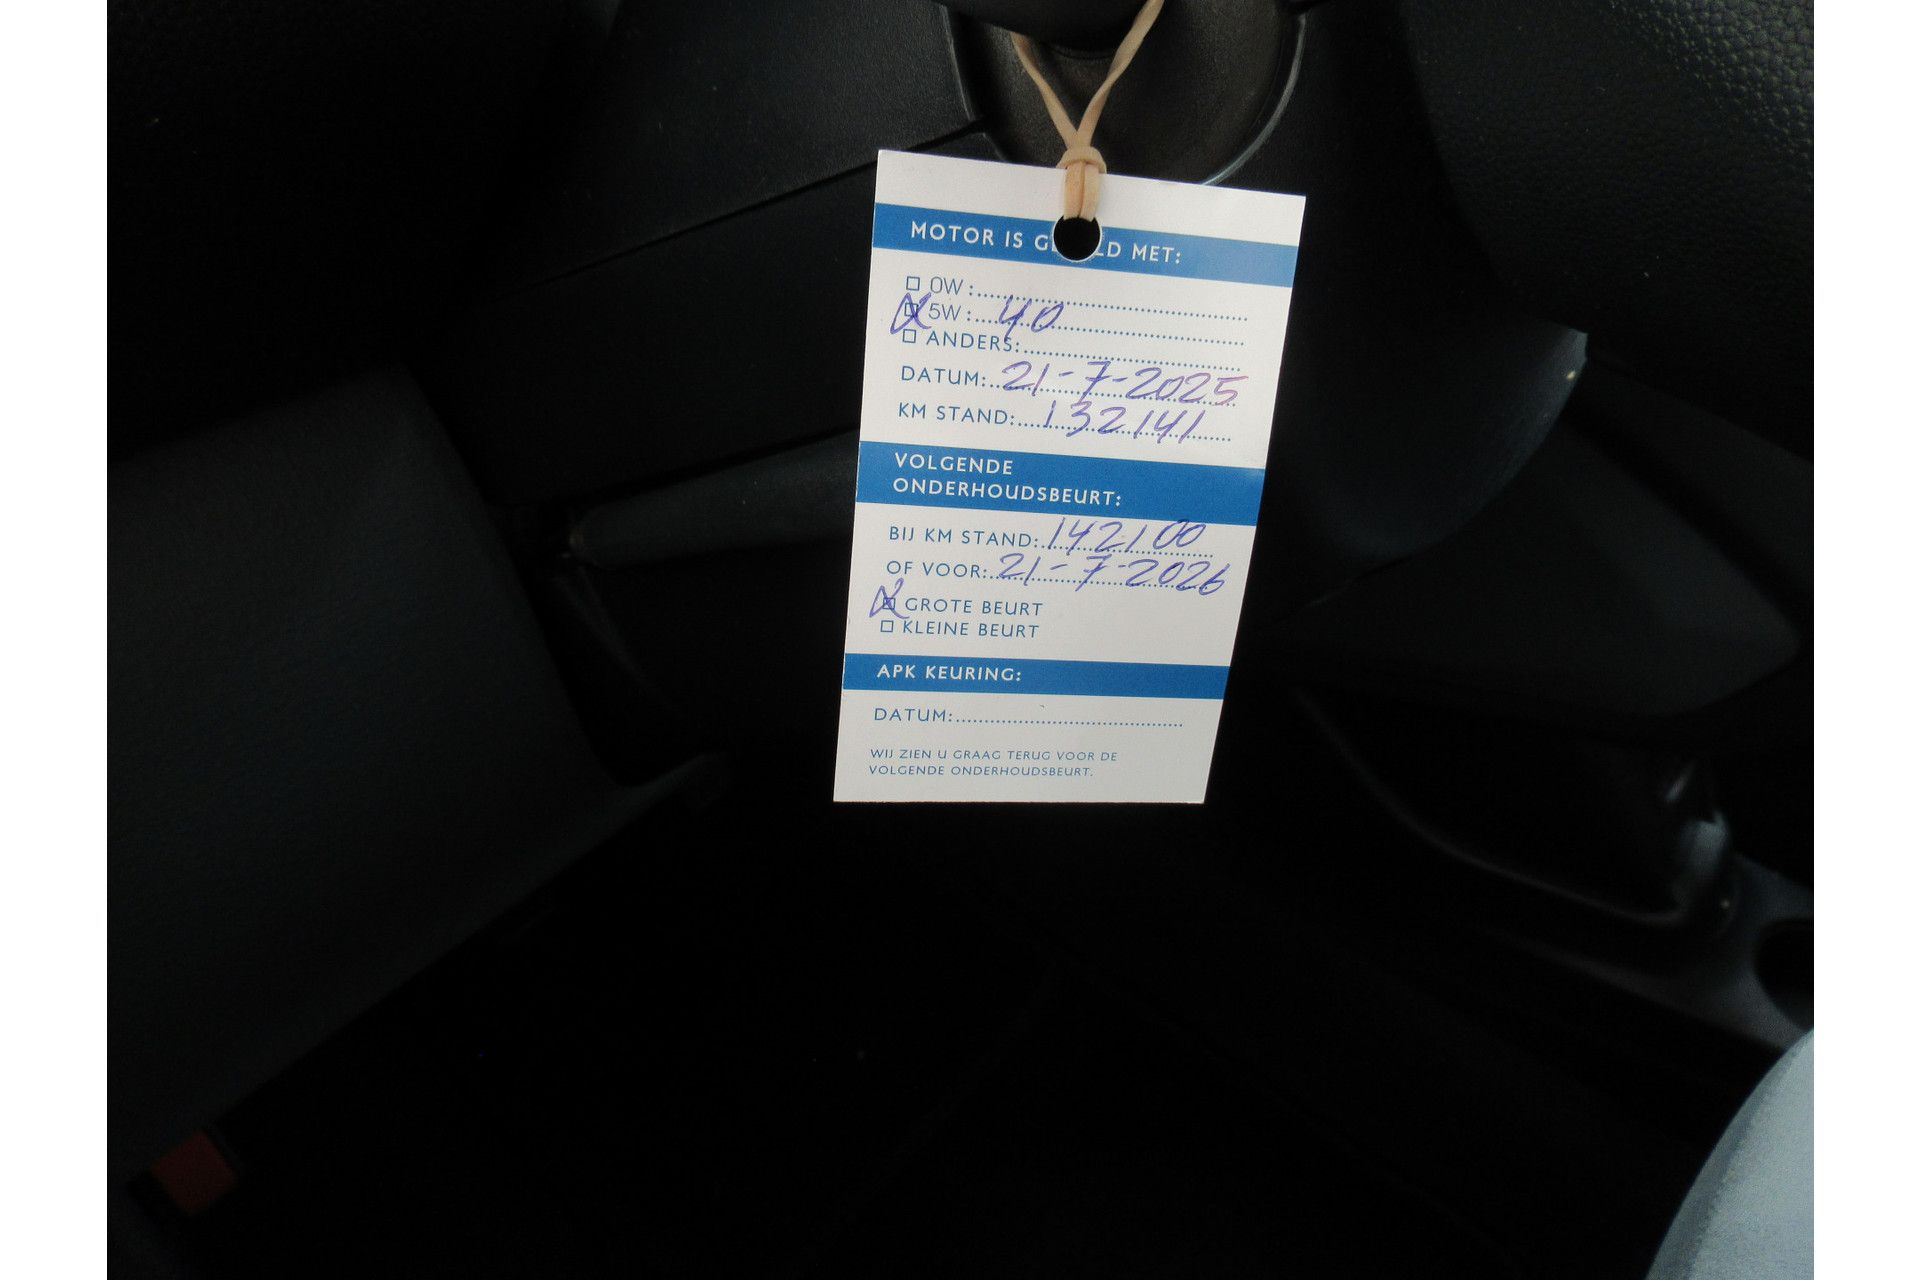 MOTOR IS GEVULD MET:
OW:
5W: 40
ANDERS:
DATUM: 21-7-2025
KM STAND: 132141
VOLGENDE
ONDERHOUDSBEURT:
BIJ KM STAND: 142100
OF VOOR: 21-7-2026
GROTE BEURT
KLEINE BEURT
APK KEURING:
DATUM:
WIJ ZIEN U GRAAG TERUG VOOR DE
VOLGENDE ONDERHOUDSBEURT.